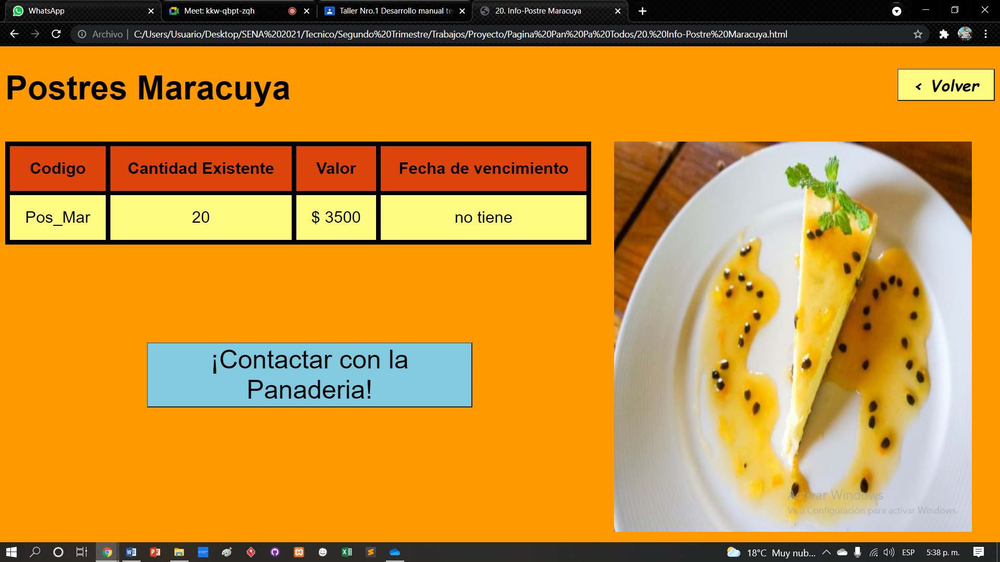 WhatsApp
Meet: kkw-qbpt-zqh
Taller Nro.1 Desarrollo manual te
20. Info-Postre Maracuya
Archivo
C:/Users/Usuario/Desktop/SENA%202021/Tecnico/Segundo%20Trimestre/Trabajos/Proyecto/Pagina%20Pan%20Pa%20Todos/20.%20Info-Postre%20Maracuya.html
Postres Maracuya
< Volver
Codigo Cantidad Existente Valor Fecha de vencimiento
Pos_Mar 20 $ 3500 no tiene
¡Contactar con la
Panaderia!
Activar Windows
Ve a Configuración para activar Windows.
18°C Muy nub... ESP 5:38 p. m.